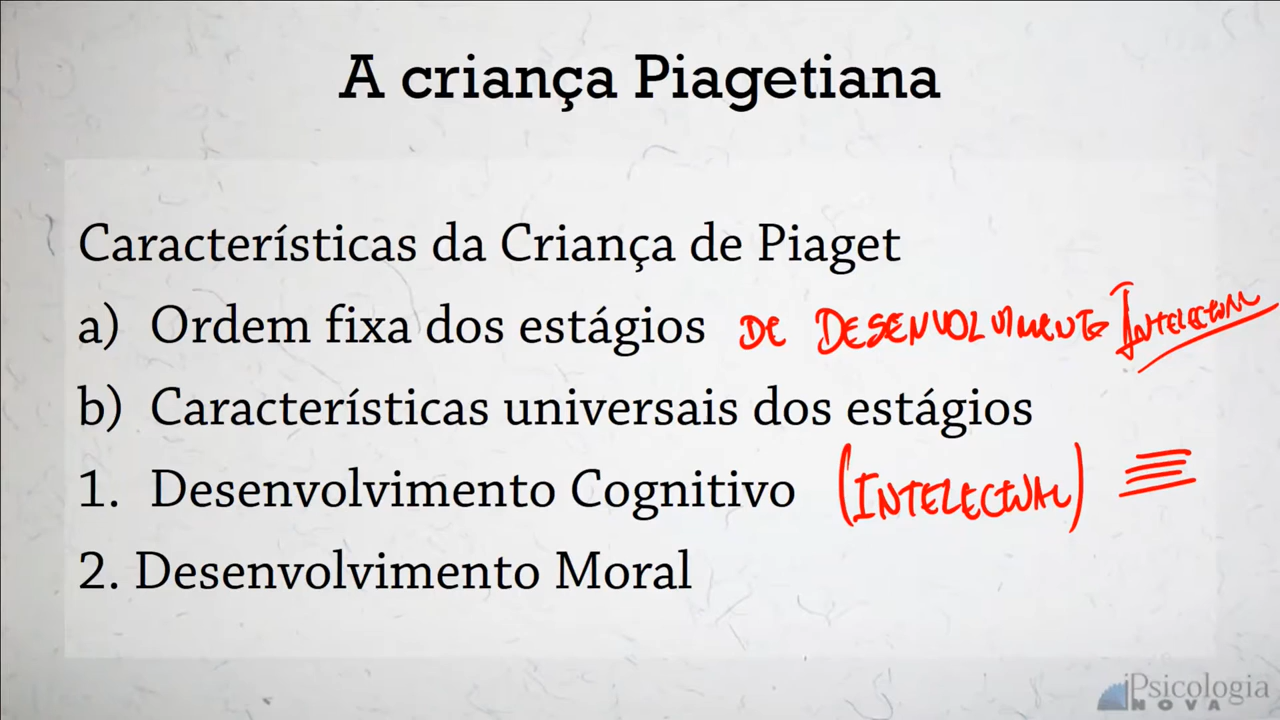 A criança Piagetiana
Características da Criança de Piaget
a) Ordem fixa dos estágios DE DESENVOLVIMENTO INTELECTUAL
b) Características universais dos estágios
1. Desenvolvimento Cognitivo (INTELECTUAL)
2. Desenvolvimento Moral
Psicologia
NOVA